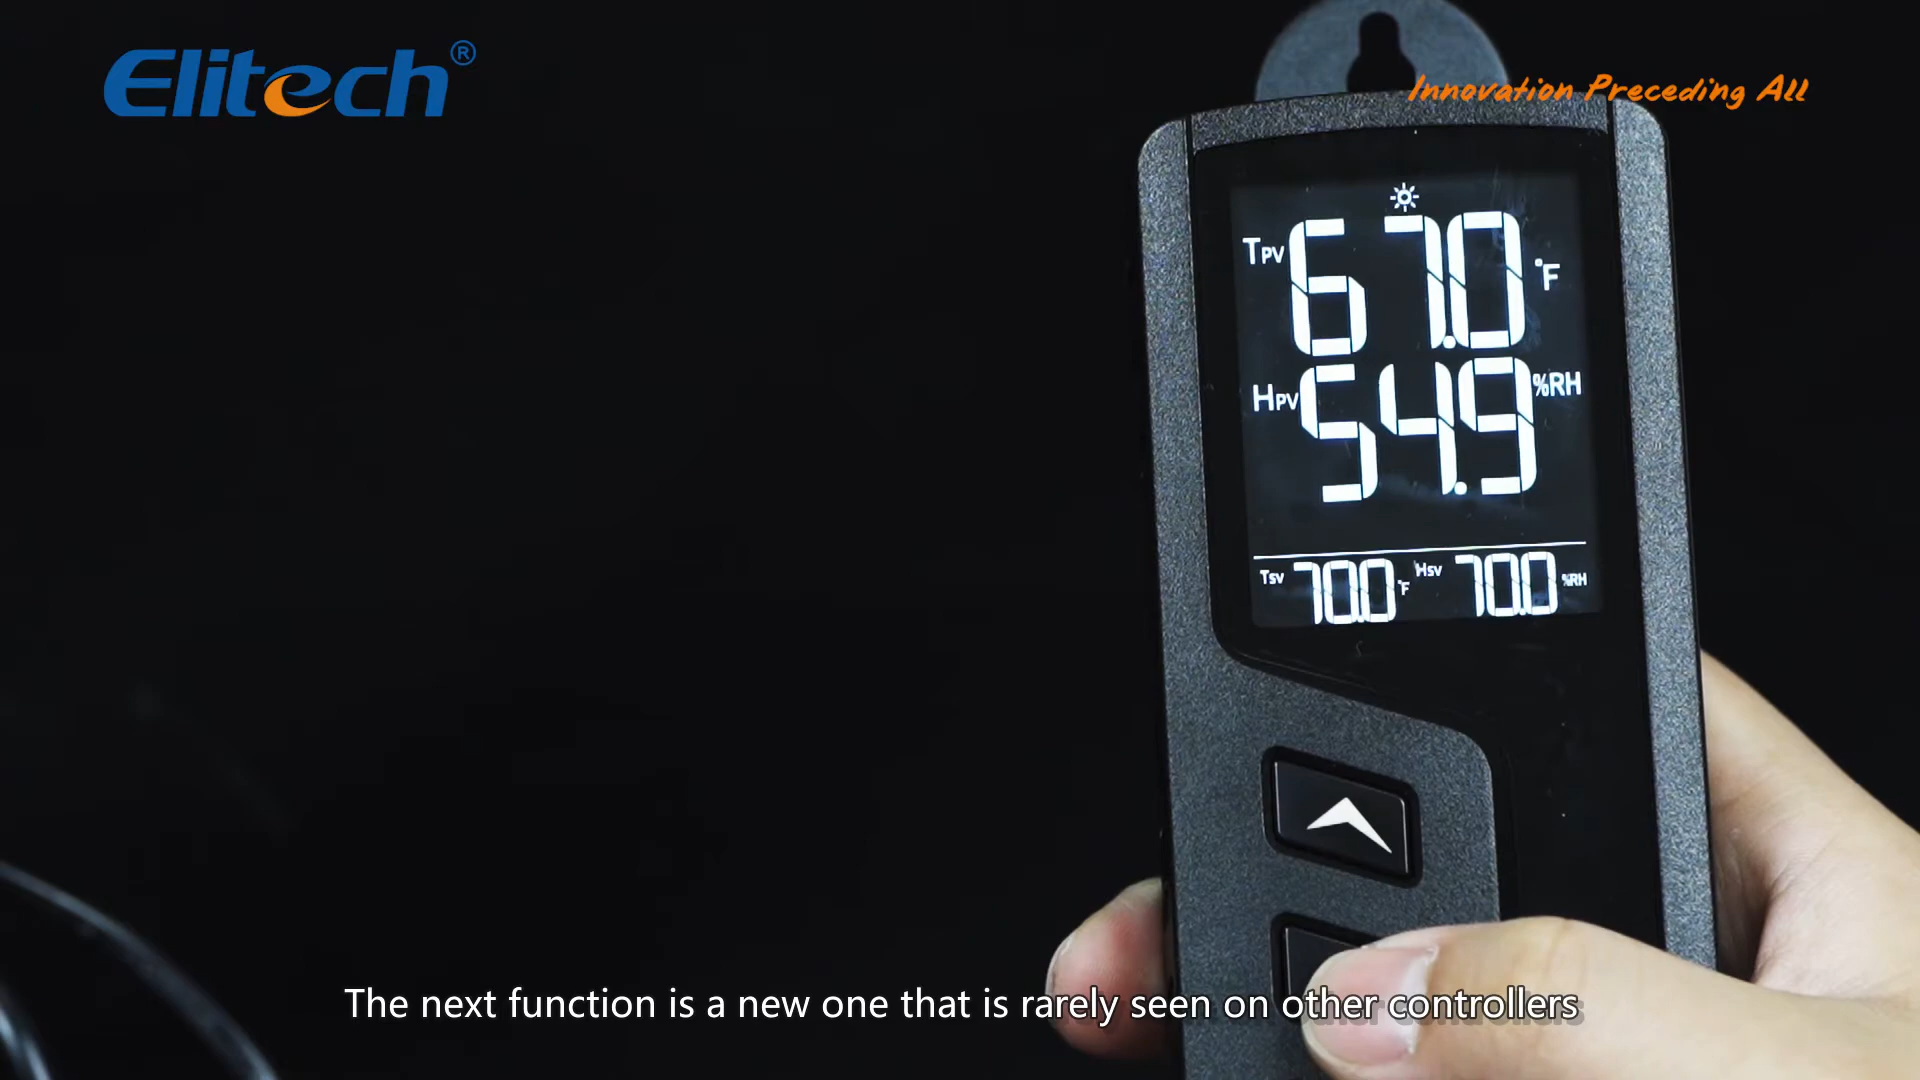 Elitech®
Innovation Preceding All
TPV 67.0 °F
HPV 54.9 %RH
TSV 70.0 °F HSV 70.0 %RH
The next function is a new one that is rarely seen on other controllers